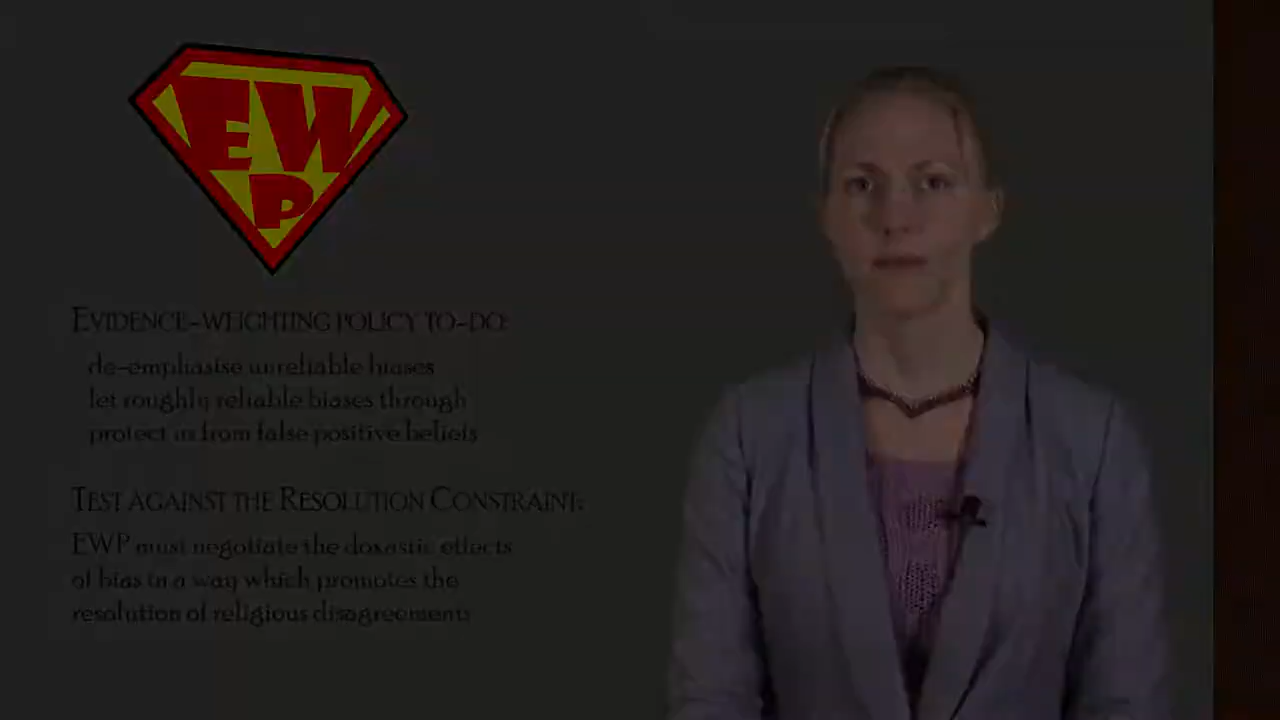 EWP
EVIDENCE-WEIGHTING POLICY TO-DO:
de-emphasise unreliable biases
let roughly reliable biases through
protect us from false positive beliefs
TEST AGAINST THE RESOLUTION CONSTRAINT:
EWP must negotiate the doxastic effects
of bias in a way which promotes the
resolution of religious disagreements